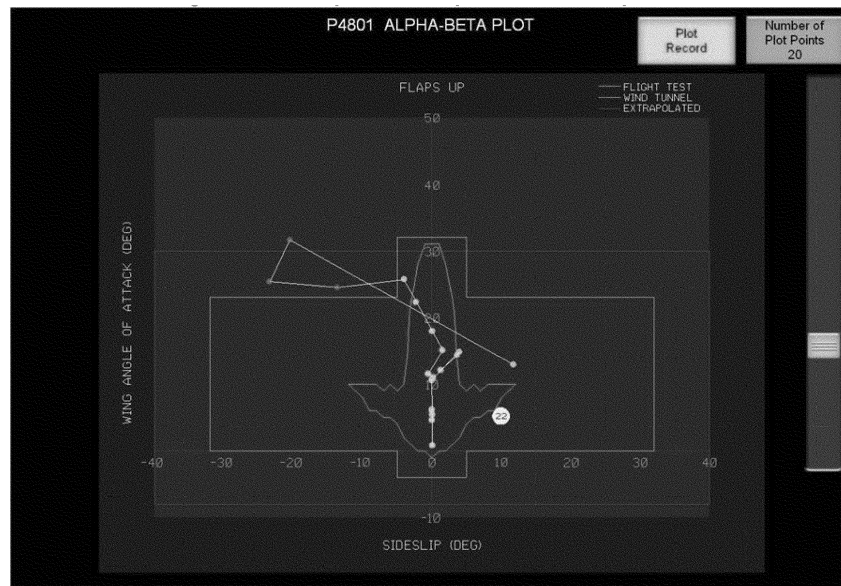 P4801 ALPHA-BETA PLOT
Plot
Record
Number of
Plot Points
20
FLAPS UP
FLIGHT TEST
WIND TUNNEL
EXTRAPOLATED
50
40
30
20
10
-40
-30
-20
-10
0
10
20
30
40
-10
22
WING ANGLE OF ATTACK (DEG)
SIDESLIP (DEG)